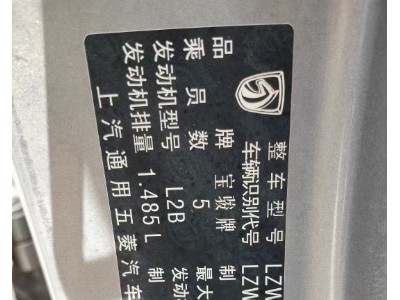 整车型号 LZW
车辆识别代号 LZW
品牌 宝骏牌 制
乘员数 5 最大
发动机型号 L2B 发动
发动机排量 1.485L 制
上汽通用五菱汽车